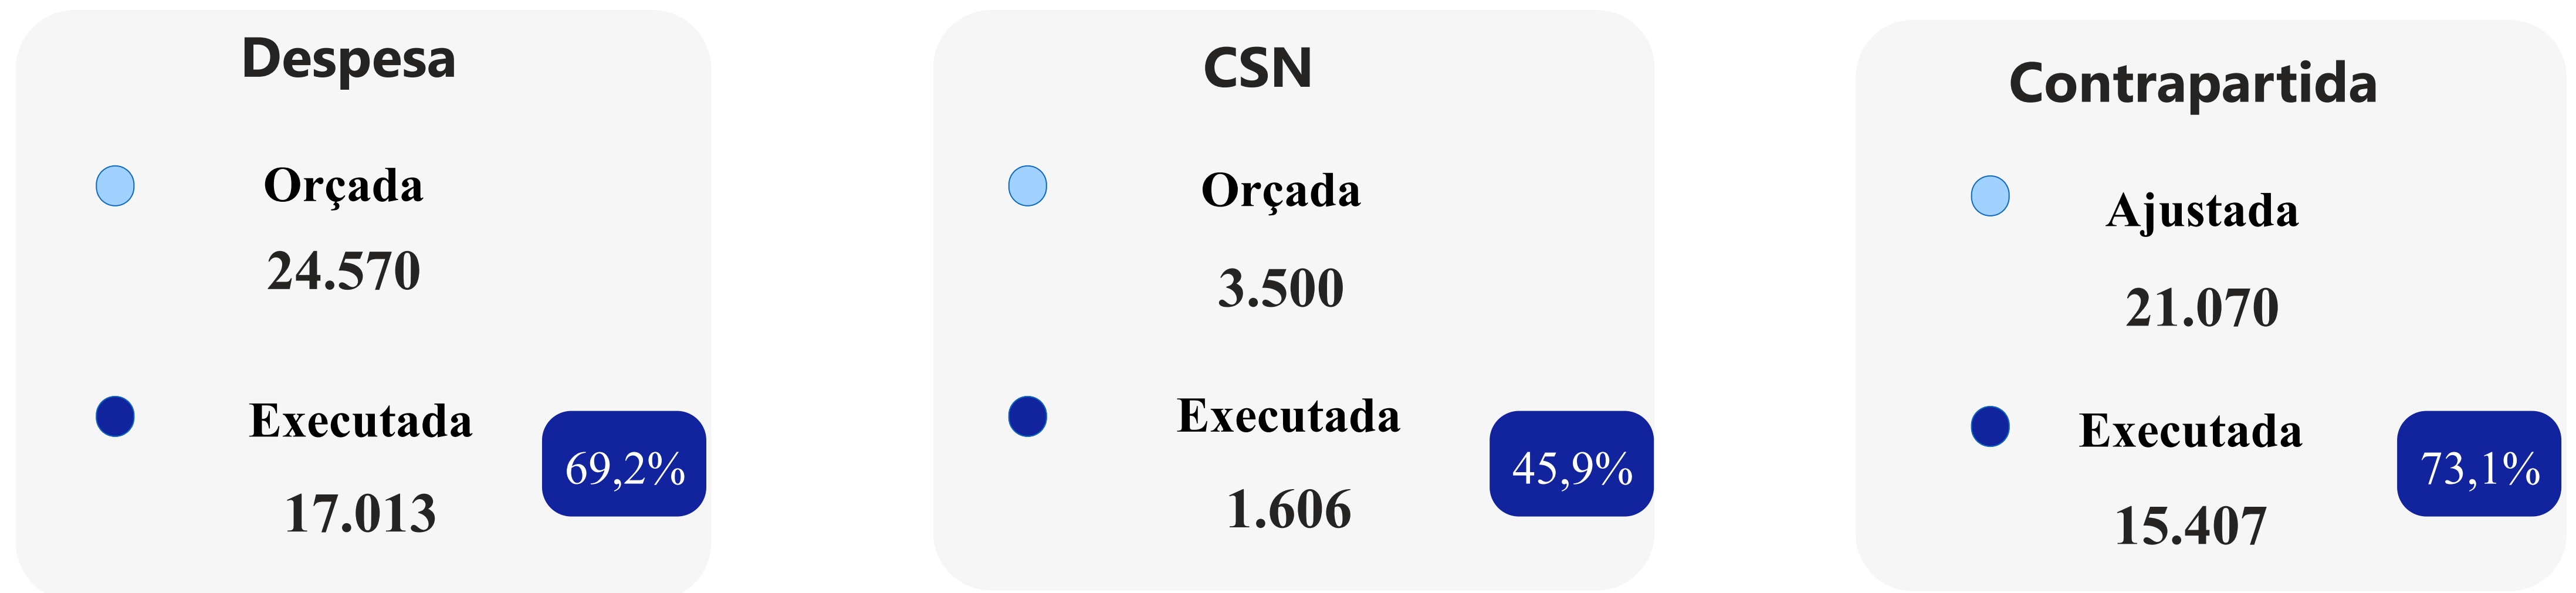 Despesa
Orçada
24.570
Executada
69,2%
17.013
CSN
Orçada
3.500
Executada
45,9%
1.606
Contrapartida
Ajustada
21.070
Executada
73,1%
15.407